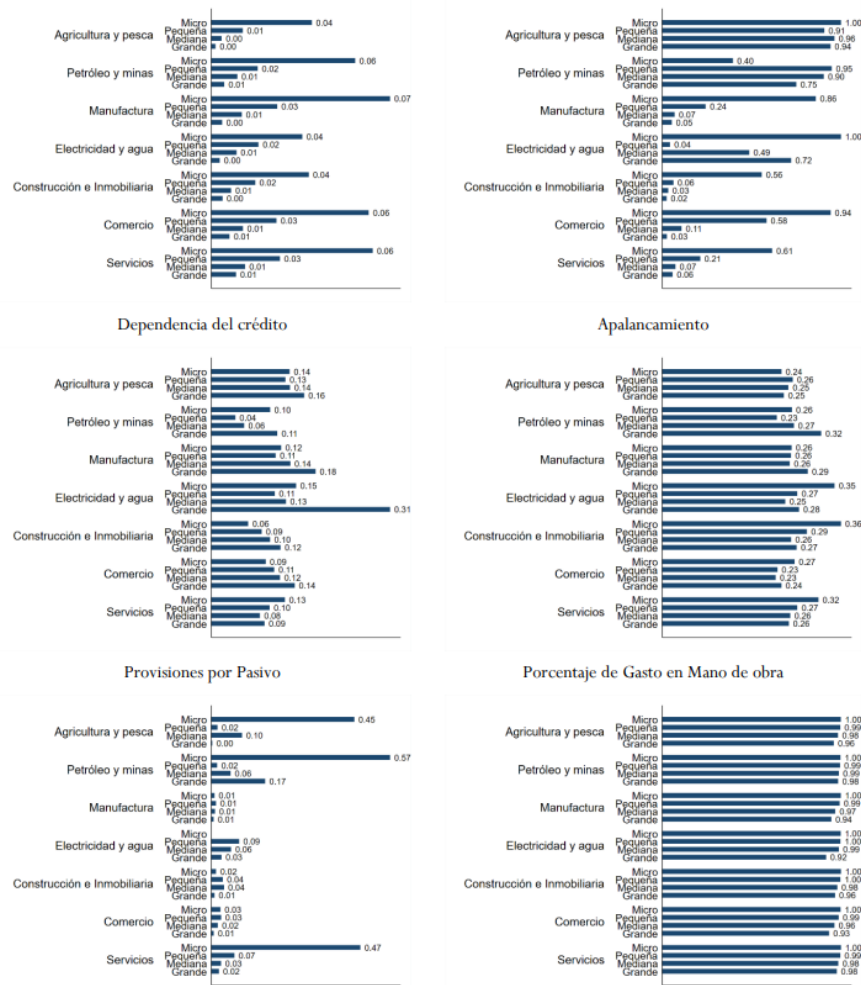 Agricultura y pesca
Micro 0.04
Pequeña 0.01
Mediana 0.00
Grande 0.00
Petróleo y minas
Micro 0.06
Pequeña 0.02
Mediana 0.01
Grande 0.01
Manufactura
Micro 0.07
Pequeña 0.03
Mediana 0.01
Grande 0.00
Electricidad y agua
Micro 0.04
Pequeña 0.02
Mediana 0.01
Grande 0.00
Construcción e Inmobiliaria
Micro 0.04
Pequeña 0.02
Mediana 0.01
Grande 0.00
Comercio
Micro 0.06
Pequeña 0.03
Mediana 0.01
Grande 0.01
Servicios
Micro 0.06
Pequeña 0.03
Mediana 0.01
Grande 0.01
Agricultura y pesca
Micro 1.00
Pequeña 0.91
Mediana 0.96
Grande 0.94
Petróleo y minas
Micro 0.40
Pequeña 0.95
Mediana 0.90
Grande 0.75
Manufactura
Micro 0.86
Pequeña 0.24
Mediana 0.07
Grande 0.05
Electricidad y agua
Micro 1.00
Pequeña 0.04
Mediana 0.49
Grande 0.72
Construcción e Inmobiliaria
Micro 0.56
Pequeña 0.06
Mediana 0.03
Grande 0.02
Comercio
Micro 0.94
Pequeña 0.58
Mediana 0.11
Grande 0.03
Servicios
Micro 0.61
Pequeña 0.21
Mediana 0.07
Grande 0.06
Dependencia del crédito
Agricultura y pesca
Micro 0.14
Pequeña 0.13
Mediana 0.14
Grande 0.16
Petróleo y minas
Micro 0.10
Pequeña 0.04
Mediana 0.06
Grande 0.11
Manufactura
Micro 0.12
Pequeña 0.11
Mediana 0.14
Grande 0.18
Electricidad y agua
Micro 0.15
Pequeña 0.11
Mediana 0.13
Grande 0.31
Construcción e Inmobiliaria
Micro 0.06
Pequeña 0.09
Mediana 0.10
Grande 0.12
Comercio
Micro 0.09
Pequeña 0.11
Mediana 0.12
Grande 0.14
Servicios
Micro 0.13
Pequeña 0.10
Mediana 0.08
Grande 0.09
Apalancamiento
Agricultura y pesca
Micro 0.24
Pequeña 0.26
Mediana 0.25
Grande 0.25
Petróleo y minas
Micro 0.26
Pequeña 0.23
Mediana 0.27
Grande 0.32
Manufactura
Micro 0.26
Pequeña 0.26
Mediana 0.26
Grande 0.29
Electricidad y agua
Micro 0.35
Pequeña 0.27
Mediana 0.25
Grande 0.28
Construcción e Inmobiliaria
Micro 0.36
Pequeña 0.29
Mediana 0.26
Grande 0.27
Comercio
Micro 0.27
Pequeña 0.23
Mediana 0.23
Grande 0.24
Servicios
Micro 0.32
Pequeña 0.27
Mediana 0.26
Grande 0.26
Provisiones por Pasivo
Agricultura y pesca
Micro 0.45
Pequeña 0.02
Mediana 0.10
Grande 0.00
Petróleo y minas
Micro 0.57
Pequeña 0.02
Mediana 0.06
Grande 0.17
Manufactura
Micro 0.01
Pequeña 0.01
Mediana 0.01
Grande 0.01
Electricidad y agua
Micro
Pequeña 0.09
Mediana 0.06
Grande 0.03
Construcción e Inmobiliaria
Micro 0.02
Pequeña 0.04
Mediana 0.04
Grande 0.01
Comercio
Micro 0.03
Pequeña 0.03
Mediana 0.02
Grande 0.01
Servicios
Micro 0.47
Pequeña 0.07
Mediana 0.03
Grande 0.02
Porcentaje de Gasto en Mano de obra
Agricultura y pesca
Micro 1.00
Pequeña 0.99
Mediana 0.98
Grande 0.96
Petróleo y minas
Micro 1.00
Pequeña 0.99
Mediana 0.99
Grande 0.98
Manufactura
Micro 1.00
Pequeña 0.99
Mediana 0.97
Grande 0.94
Electricidad y agua
Micro 1.00
Pequeña 1.00
Mediana 0.99
Grande 0.92
Construcción e Inmobiliaria
Micro 1.00
Pequeña 1.00
Mediana 0.98
Grande 0.96
Comercio
Micro 1.00
Pequeña 0.99
Mediana 0.96
Grande 0.93
Servicios
Micro 1.00
Pequeña 0.99
Mediana 0.98
Grande 0.98